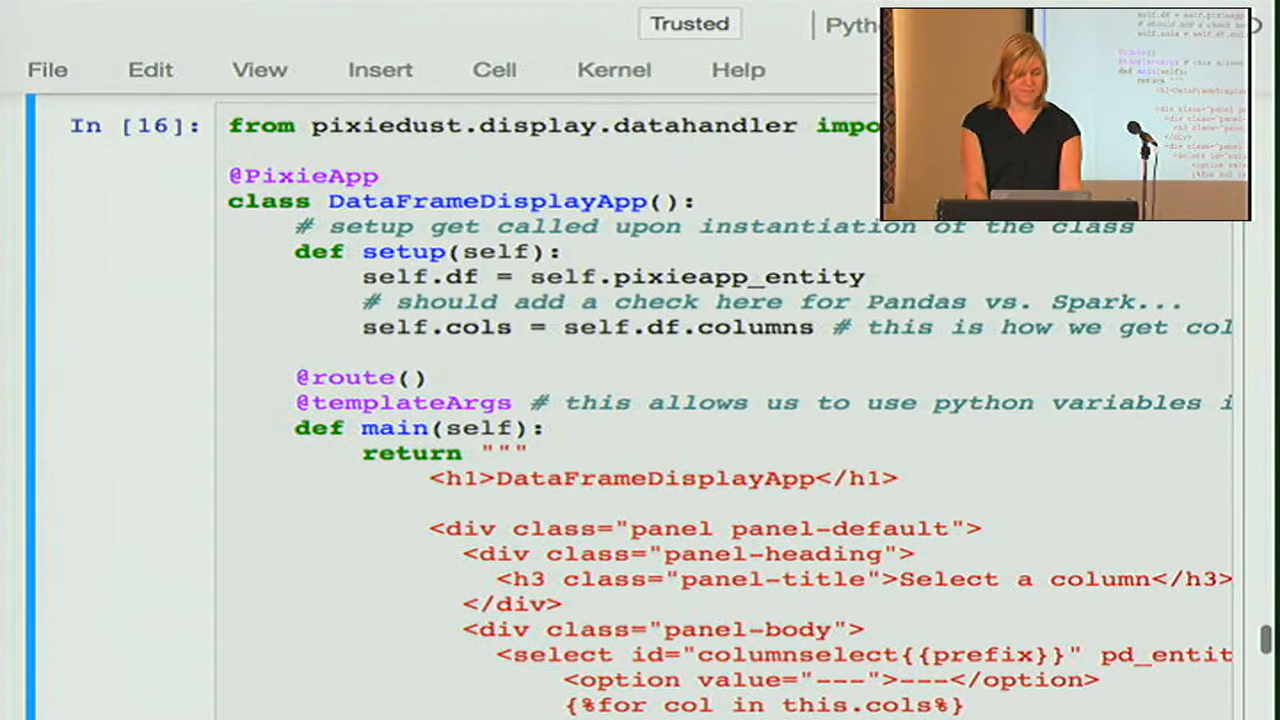 Trusted
Pytho
File Edit View Insert Cell Kernel Help
In [16]:
from pixiedust.display.datahandler impo
@PixieApp
class DataFrameDisplayApp():
# setup get called upon instantiation of the class
def setup(self):
self.df = self.pixieapp_entity
# should add a check here for Pandas vs. Spark...
self.cols = self.df.columns # this is how we get col
@route()
@templateArgs # this allows us to use python variables i
def main(self):
return """
<h1>DataFrameDisplayApp</h1>
<div class="panel panel-default">
<div class="panel-heading">
<h3 class="panel-title">Select a column</h3>
</div>
<div class="panel-body">
<select id="columnselect{{prefix}}" pd_entit
<option value="---">---</option>
{%for col in this.cols%}